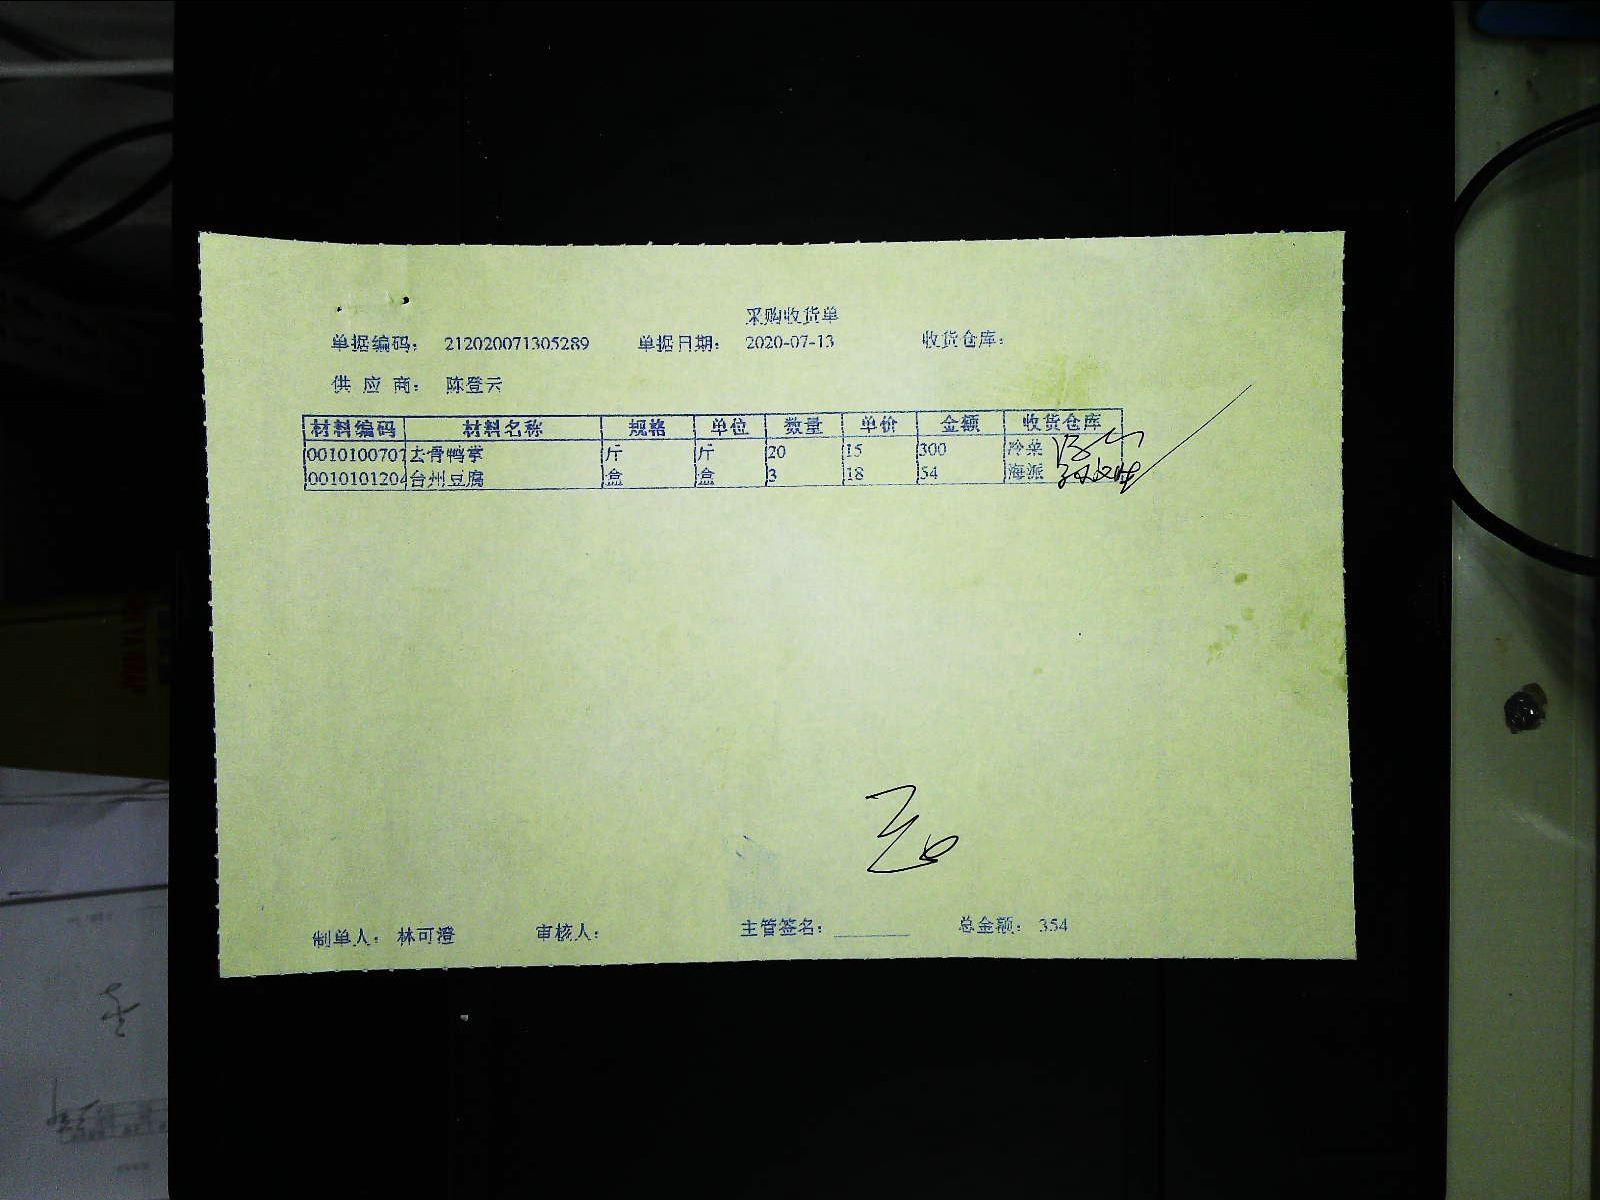 采购收货单
单据编码: 212020071305289 单据日期: 2020-07-13 收货仓库:
供 应 商: 陈登云
材料编码 材料名称 规格 单位 数量 单价 金额 收货仓库
0010100707 去骨鸭掌 斤 斤 20 15 300 冷菜
0010101204 台州豆腐 盒 盒 3 18 54 海派
制单人: 林可澄 审核人: 主管签名: ________ 总金额: 354